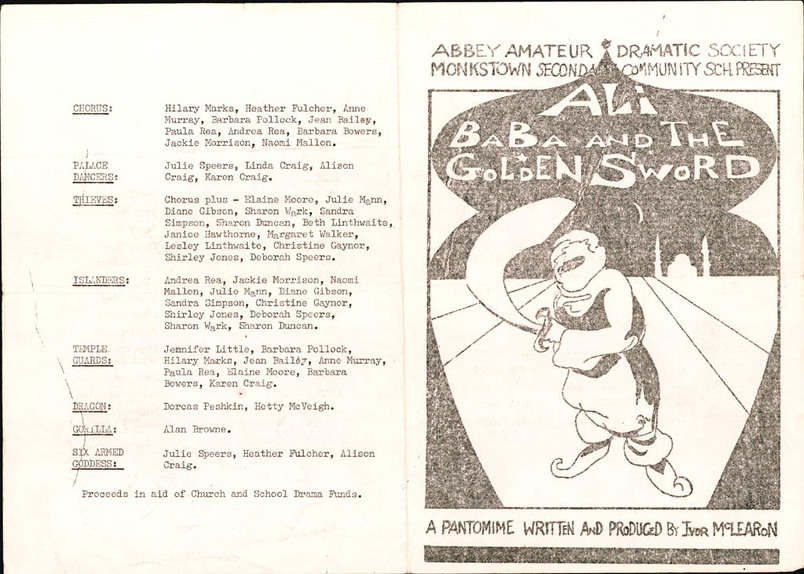 CHORUS: Hilary Marks, Heather Fulcher, Anne
Murray, Barbara Pollock, Jean Bailey,
Paula Rea, Andrea Rea, Barbara Bowers,
Jackie Morrison, Naomi Mallon.
PALACE Julie Speers, Linda Craig, Alison
DANCERS: Craig, Karen Craig.
THIEVES: Chorus plus - Elaine Moore, Julie Mann,
Diane Gibson, Sharon Wark, Sandra
Simpson, Sharon Duncan, Beth Linthwaite,
Janice Hawthorne, Margaret Walker,
Lesley Linthwaite, Christine Gaynor,
Shirley Jones, Deborah Speers.
ISLANDERS: Andrea Rea, Jackie Morrison, Naomi
Mallon, Julie Mann, Diane Gibson,
Sandra Simpson, Christine Gaynor,
Shirley Jones, Deborah Speers,
Sharon Wark, Sharon Duncan.
TEMPLE Jennifer Little, Barbara Pollock,
GUARDS: Hilary Marks, Jean Bailey, Anne Murray,
Paula Rea, Elaine Moore, Barbara
Bowers, Karen Craig.
DRAGON: Dorcas Peshkin, Hetty McVeigh.
GORILLA: Alan Browne.
SIX ARMED Julie Speers, Heather Fulcher, Alison
GODDESS: Craig.
Proceeds in aid of Church and School Drama Funds.
ABBEY AMATEUR DRAMATIC SOCIETY
MONKSTOWN SECONDARY COMMUNITY SCH. PRESENT
ALi
BaBa AND THE
GOLDEN SWORD
A PANTOMIME WRITTEN AND PRODUCED BY IVOR McLEARON